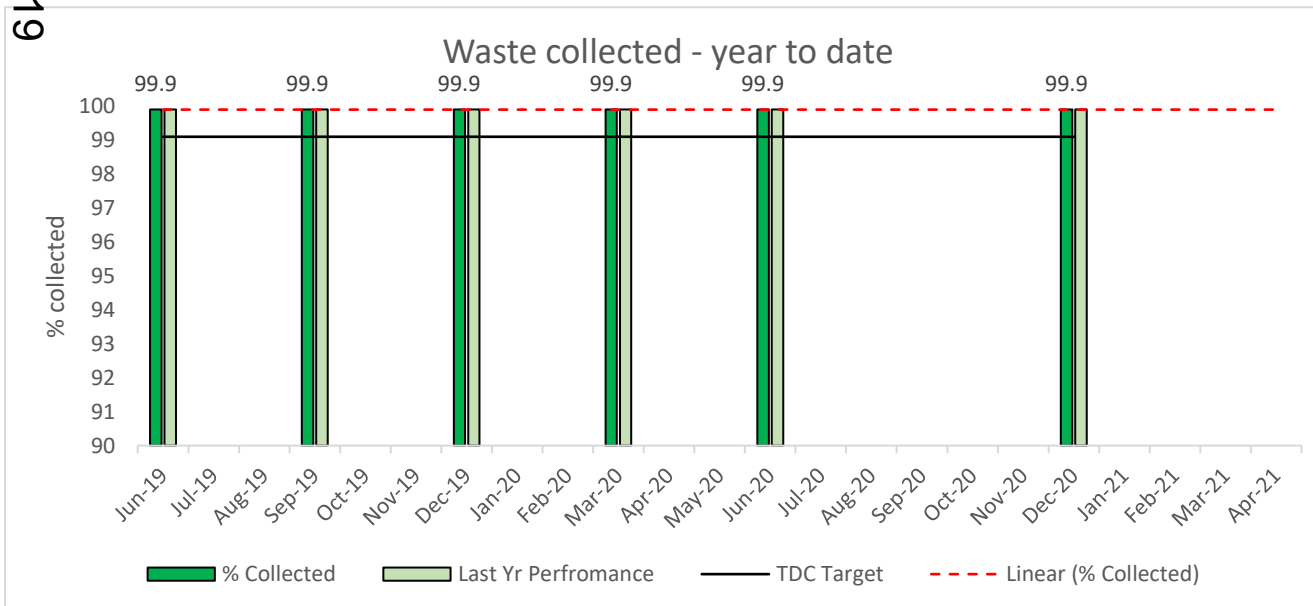 19
Waste collected - year to date
99.9 99.9 99.9 99.9 99.9 99.9
100
99
98
97
96
95
94
93
92
91
90
% collected
Jun-19 Jul-19 Aug-19 Sep-19 Oct-19 Nov-19 Dec-19 Jan-20 Feb-20 Mar-20 Apr-20 May-20 Jun-20 Jul-20 Aug-20 Sep-20 Oct-20 Nov-20 Dec-20 Jan-21 Feb-21 Mar-21 Apr-21
% Collected Last Yr Perfromance TDC Target Linear (% Collected)